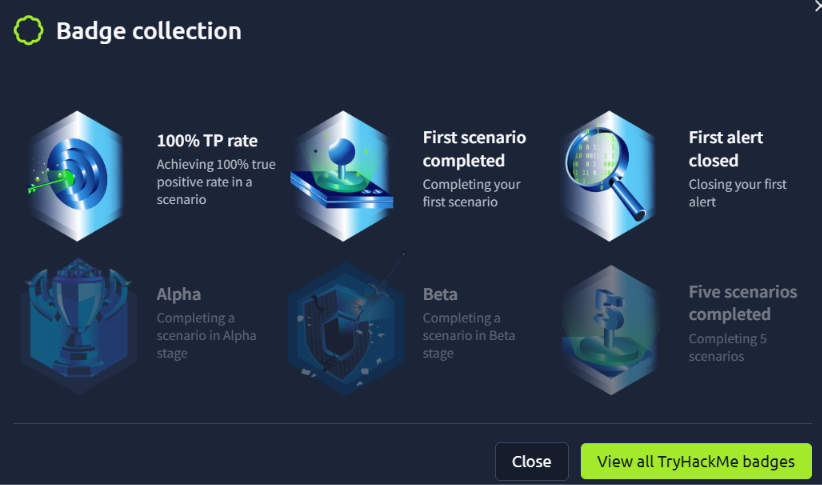 Badge collection
100% TP rate
Achieving 100% true
positive rate in a
scenario
First scenario
completed
Completing your
first scenario
First alert
closed
Closing your first
alert
Alpha
Completing a
scenario in Alpha
stage
Beta
Completing a
scenario in Beta
stage
5
Five scenarios
completed
Completing 5
scenarios
Close
View all TryHackMe badges